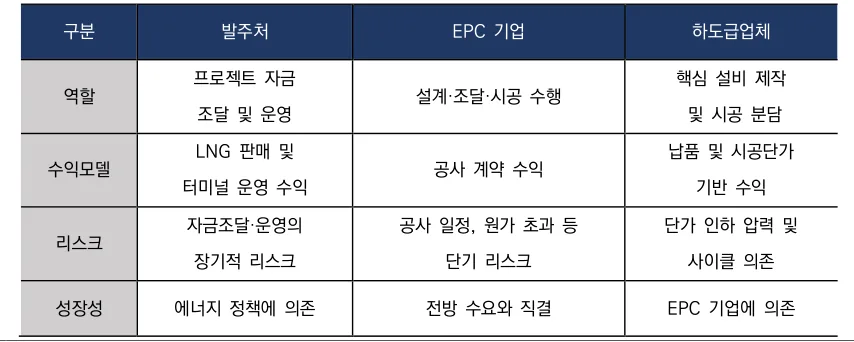 구분 발주처 EPC 기업 하도급업체
역할 프로젝트 자금 조달 및 운영 설계·조달·시공 수행 핵심 설비 제작 및 시공 분담
수익모델 LNG 판매 및 터미널 운영 수익 공사 계약 수익 납품 및 시공단가 기반 수익
리스크 자금조달·운영의 장기적 리스크 공사 일정, 원가 초과 등 단기 리스크 단가 인하 압력 및 사이클 의존
성장성 에너지 정책에 의존 전방 수요와 직결 EPC 기업에 의존